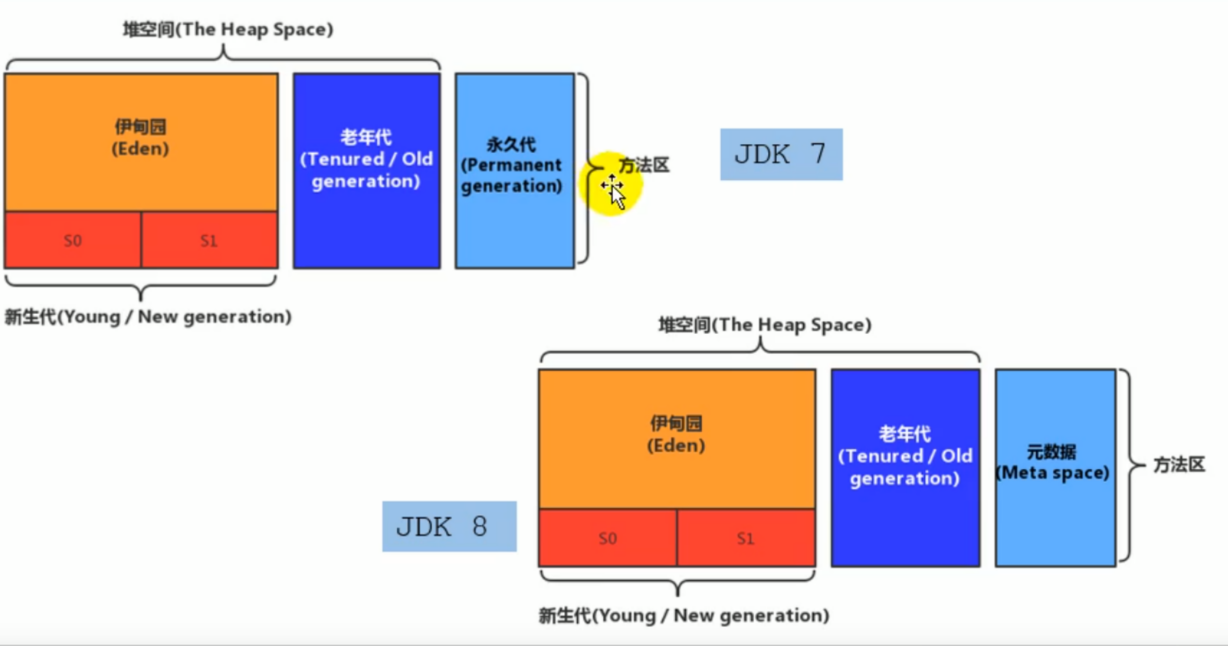 堆空间(The Heap Space)
伊甸园
(Eden)
老年代
(Tenured / Old
generation)
永久代
(Permanent
generation)
方法区
JDK 7
S0
S1
新生代(Young / New generation)
堆空间(The Heap Space)
伊甸园
(Eden)
老年代
(Tenured / Old
generation)
元数据
(Meta space)
方法区
JDK 8
S0
S1
新生代(Young / New generation)